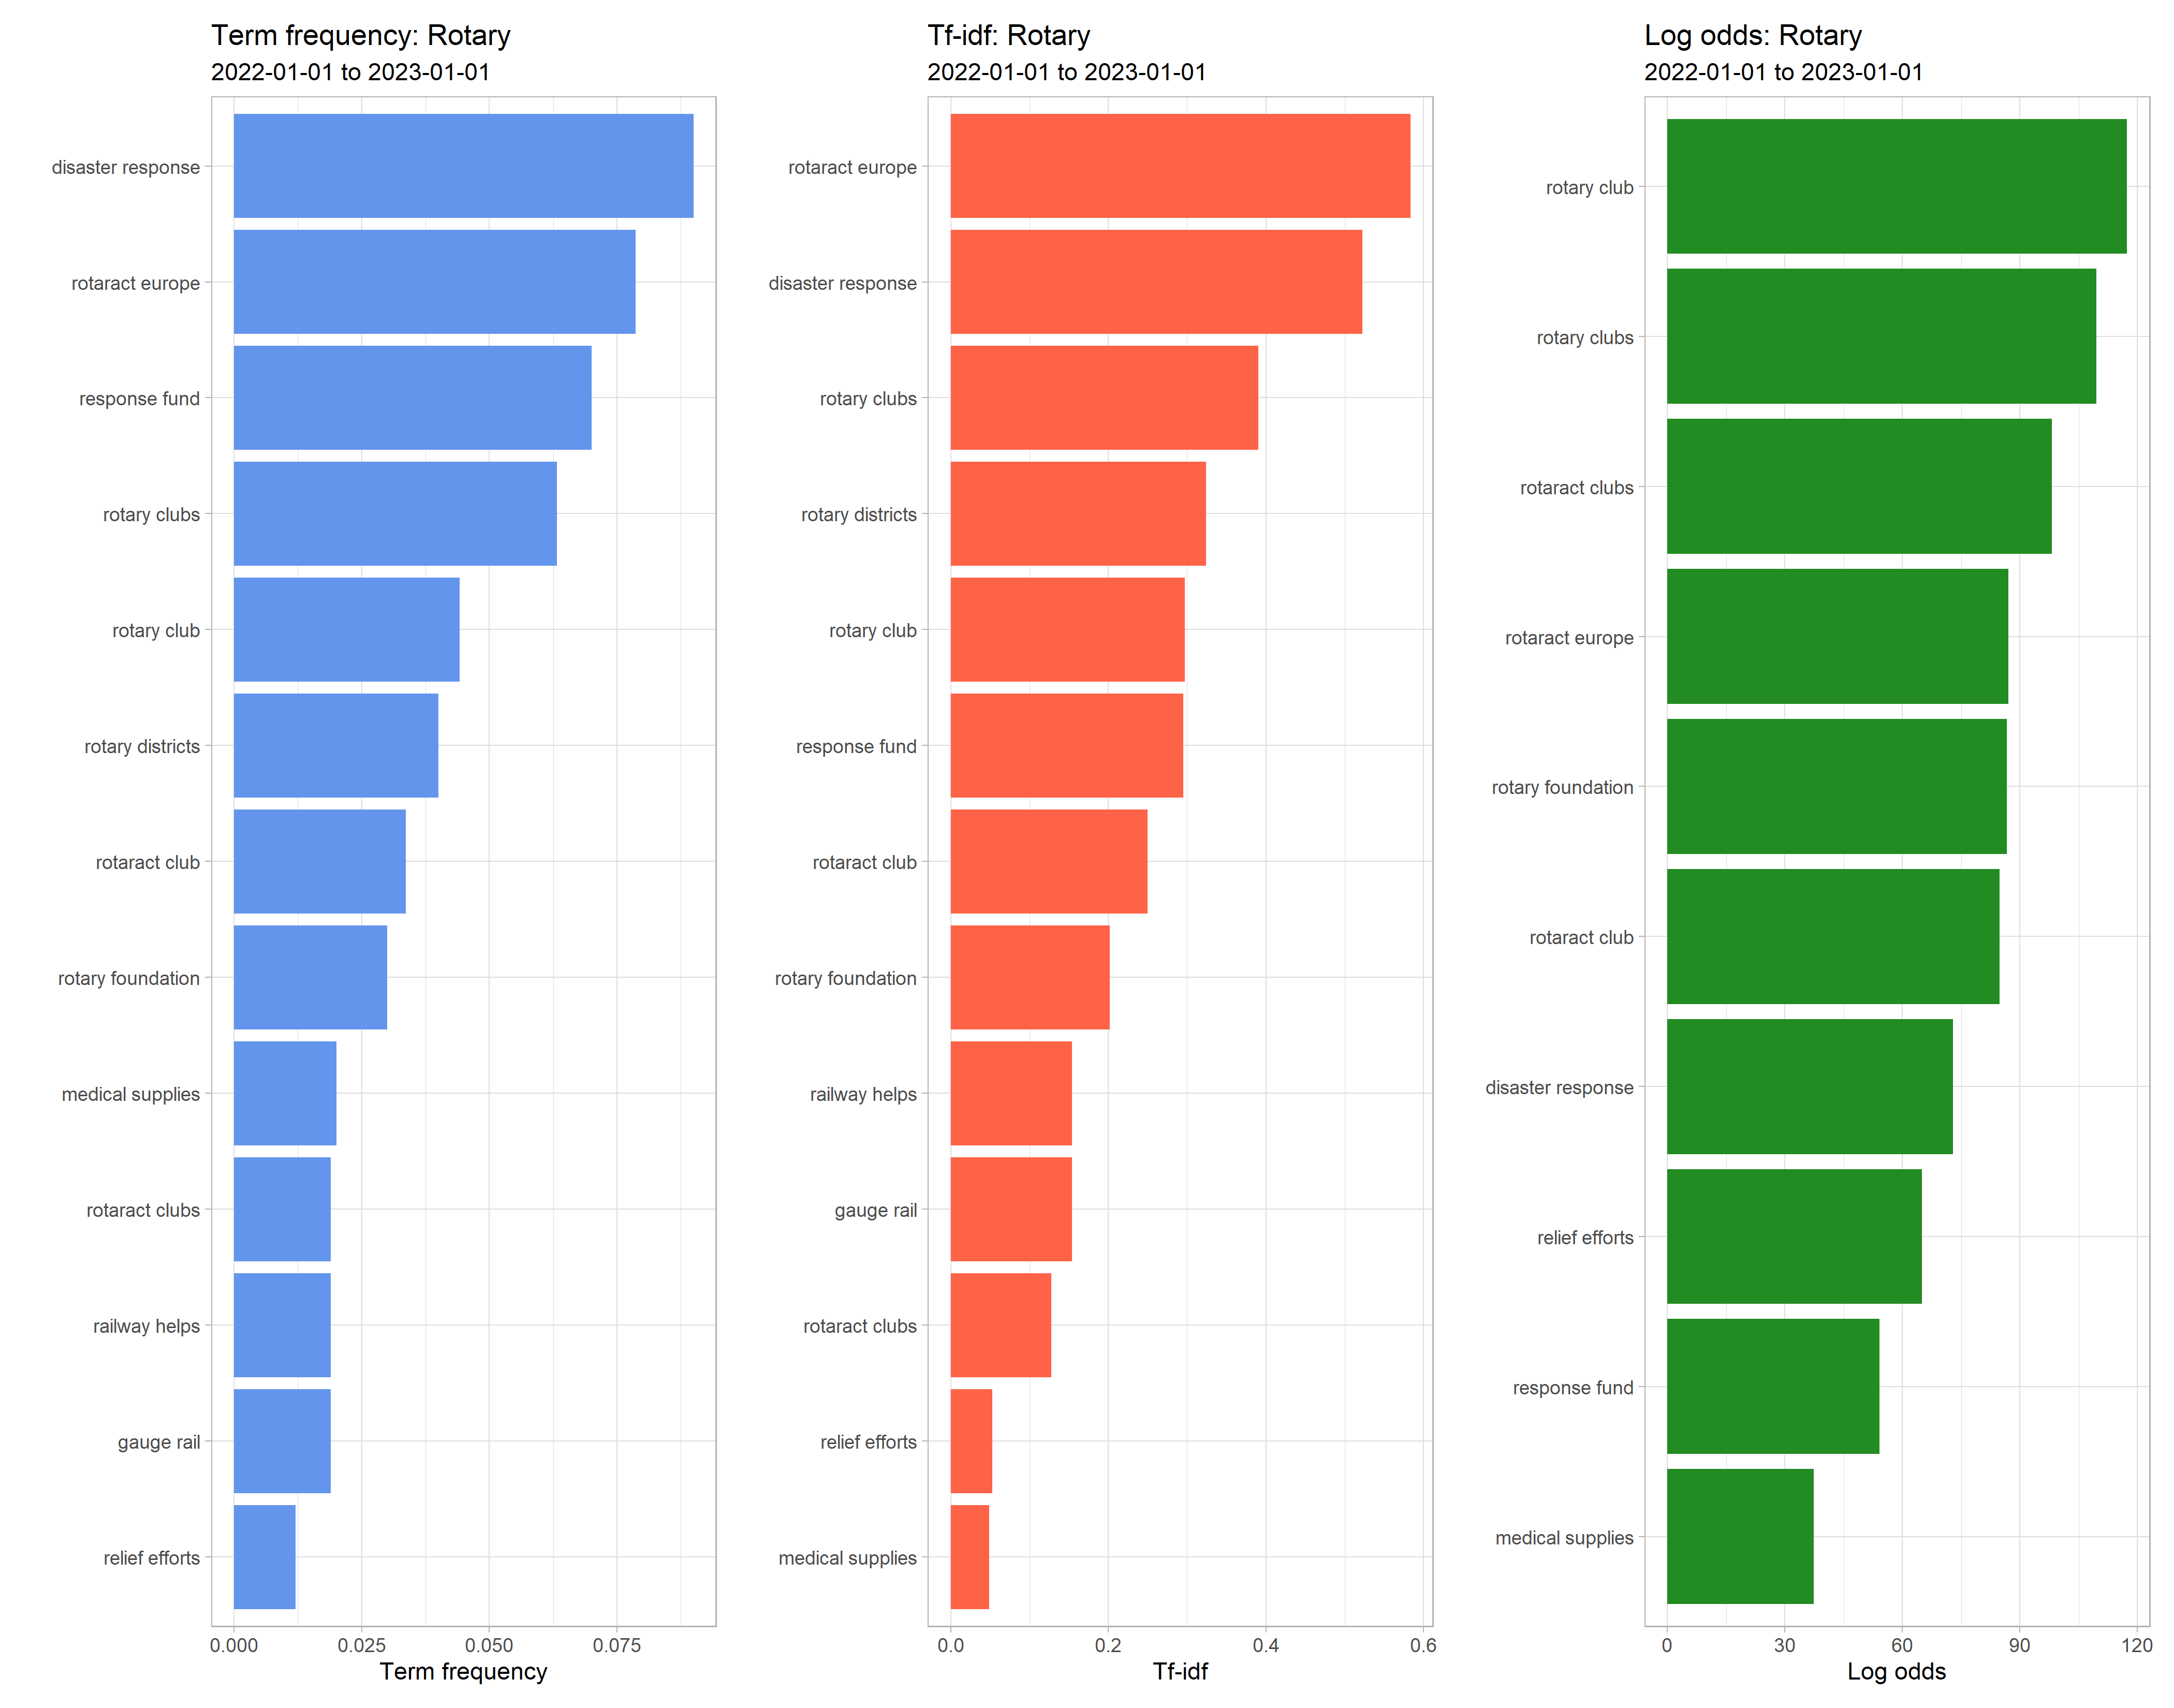 Term frequency: Rotary
2022-01-01 to 2023-01-01
disaster response
rotaract europe
response fund
rotary clubs
rotary club
rotary districts
rotaract club
rotary foundation
medical supplies
rotaract clubs
railway helps
gauge rail
relief efforts
0.000 0.025 0.050 0.075
Term frequency
Tf-idf: Rotary
2022-01-01 to 2023-01-01
rotaract europe
disaster response
rotary clubs
rotary districts
rotary club
response fund
rotaract club
rotary foundation
railway helps
gauge rail
rotaract clubs
relief efforts
medical supplies
0.0 0.2 0.4 0.6
Tf-idf
Log odds: Rotary
2022-01-01 to 2023-01-01
rotary club
rotary clubs
rotaract clubs
rotaract europe
rotary foundation
rotaract club
disaster response
relief efforts
response fund
medical supplies
0 30 60 90 120
Log odds